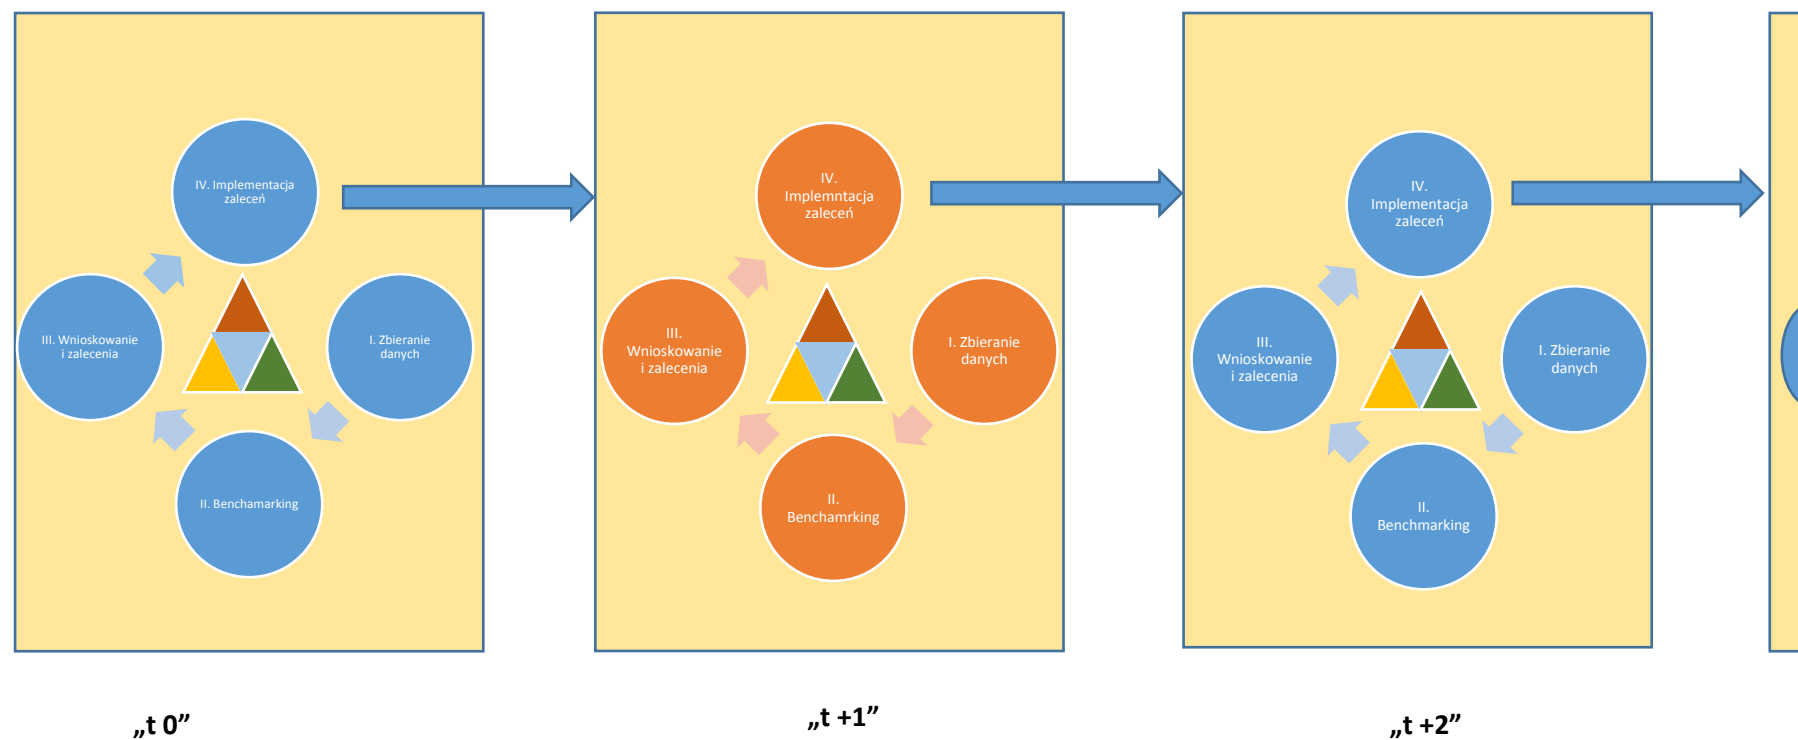 IV. Implementacja
zaleceń
III. Wnioskowanie
i zalecenia
I. Zbieranie
danych
II. Benchamarking
„t 0”
IV.
Implemntacja
zaleceń
III.
Wnioskowanie
i zalecenia
I. Zbieranie
danych
II.
Benchamrking
„t +1”
IV.
Implementacja
zaleceń
III.
Wnioskowanie
i zalecenia
I. Zbieranie
danych
II.
Benchmarking
„t +2”